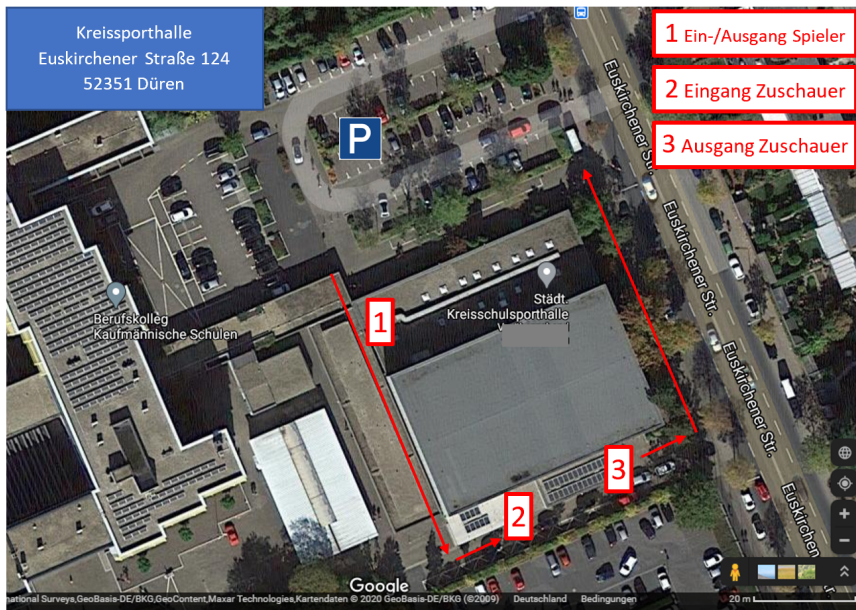 Kreissporthalle
Euskirchener Straße 124
52351 Düren
1 Ein-/Ausgang Spieler
2 Eingang Zuschauer
3 Ausgang Zuschauer
P
Euskirchener Str.
Euskirchener Str.
Euskirchener Str.
Euskirchener Str.
Berufskolleg
Kaufmännische Schulen
Städt.
Kreisschulsporthalle
1
2
3
Google
national Surveys,GeoBasis-DE/BKG,GeoContent,Maxar Technologies,Kartendaten © 2020 GeoBasis-DE/BKG (©2009) Deutschland Bedingungen 20 m